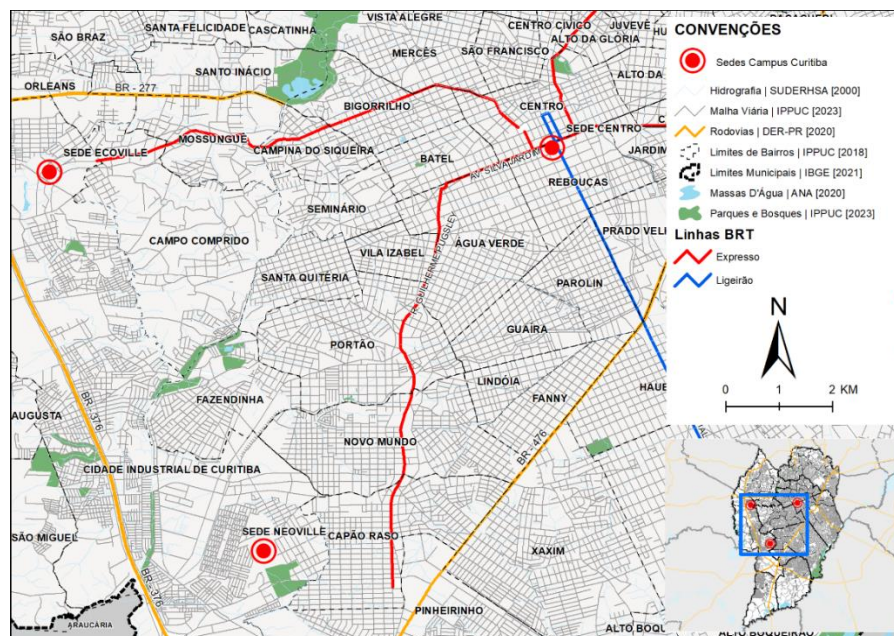 VISTA ALEGRE
CENTRO CÍVICO
JUVEVÊ
SANTA FELICIDADE
CASCATINHA
ALTO DA GLÓRIA
SÃO BRAZ
MERCÊS
SÃO FRANCISCO
SANTO INÁCIO
ALTO DA
ORLEANS
BR - 277
BIGORRILHO
CENTRO
MOSSUNGUÊ
SEDE CENTRO
SEDE ECOVILLE
CAMPINA DO SIQUEIRA
BATEL
AV. SILVA JARDIM
JARDIM
REBOUÇAS
SEMINÁRIO
CAMPO COMPRIDO
VILA IZABEL
ÁGUA VERDE
PRADO VELH
R. GUILHERME PUGSLEY
SANTA QUITÉRIA
PAROLIN
GUAÍRA
PORTÃO
LINDÓIA
FAZENDINHA
FANNY
HAUE
BR - 376
AUGUSTA
NOVO MUNDO
BR - 476
CIDADE INDUSTRIAL DE CURITIBA
SÃO MIGUEL
SEDE NEOVILLE
CAPÃO RASO
XAXIM
BR - 376
PINHEIRINHO
ARAUCÁRIA
ALTO BOQU
ALTO BOQUEIRÃO
CONVENÇÕES
Sedes Campus Curitiba
Hidrografia | SUDERHSA [2000]
Malha Viária | IPPUC [2023]
Rodovias | DER-PR [2020]
Limites de Bairros | IPPUC [2018]
Limites Municipais | IBGE [2021]
Massas D'Água | ANA [2020]
Parques e Bosques | IPPUC [2023]
Linhas BRT
Expresso
Ligeirão
N
0 1 2 KM